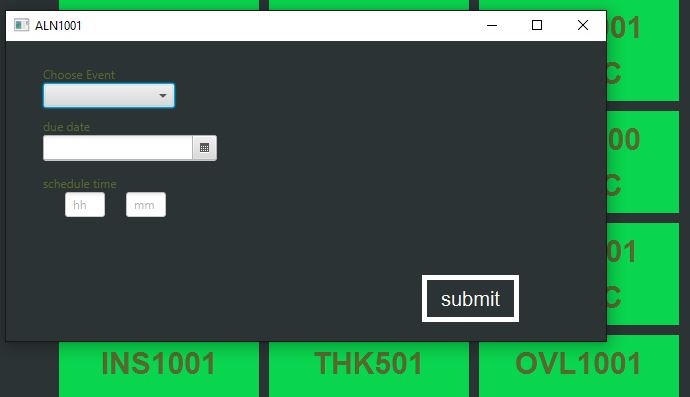 ALN1001
Choose Event
due date
schedule time
hh mm
submit
01
C
00
C
01
C
INS1001 THK501 OVL1001